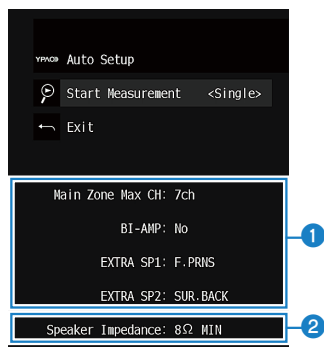 YPAO Auto Setup
Start Measurement <Single>
Exit
Main Zone Max CH: 7ch
BI-AMP: No
EXTRA SP1: F.PRNS
EXTRA SP2: SUR.BACK
1
Speaker Impedance: 8Ω MIN
2